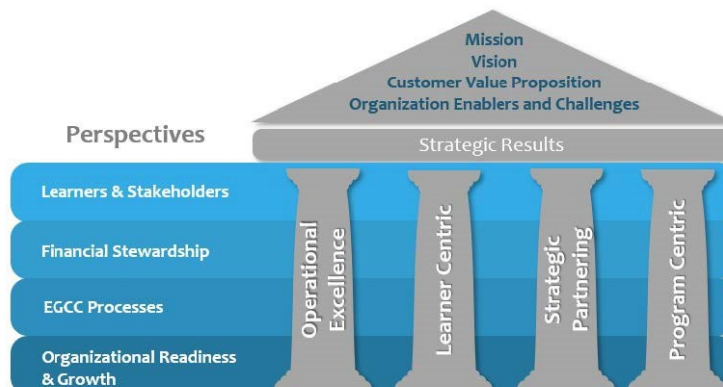 Mission
Vision
Customer Value Proposition
Organization Enablers and Challenges
Perspectives
Strategic Results
Learners & Stakeholders
Financial Stewardship
EGCC Processes
Organizational Readiness
& Growth
Operational
Excellence
Learner Centric
Strategic
Partnering
Program Centric